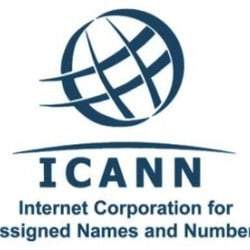 ICANN
Internet Corporation for
ssigned Names and Number